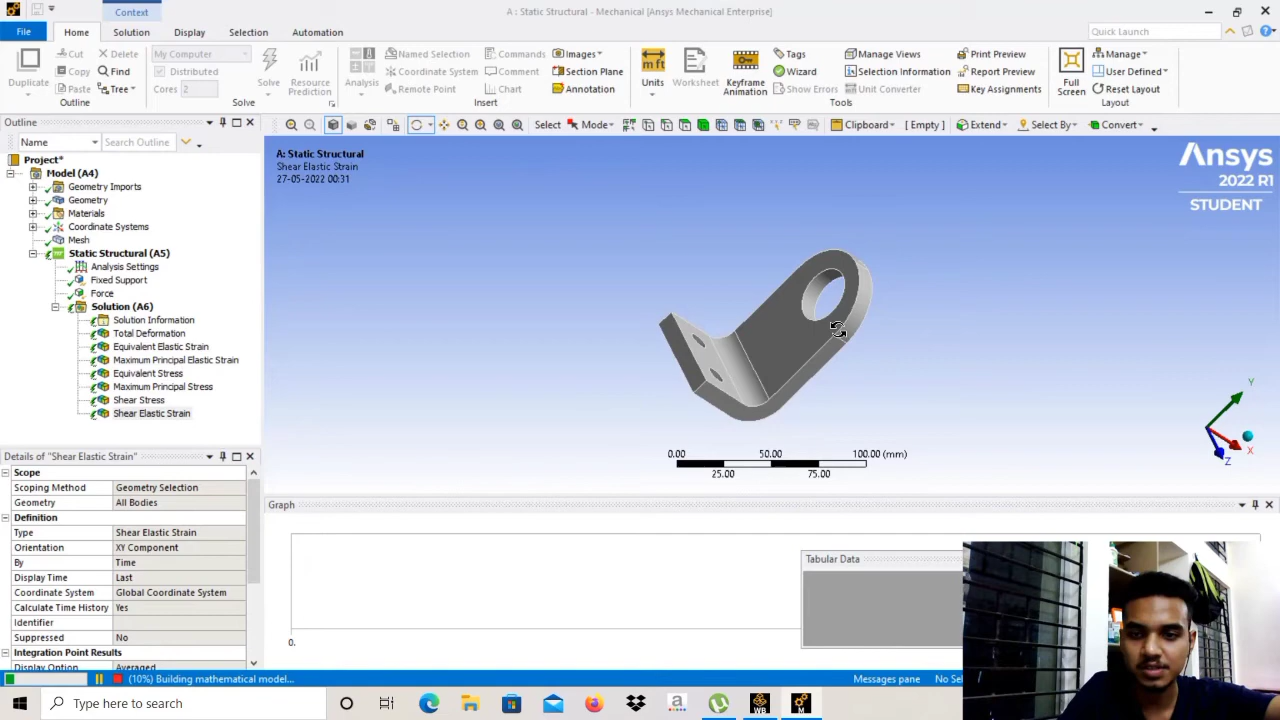 Context
A : Static Structural - Mechanical [Ansys Mechanical Enterprise]
File Home Solution Display Selection Automation
Quick Launch
Duplicate
Cut
Copy
Paste
Delete
Find
Tree
Outline
My Computer
Distributed
Cores 2
Solve
Resource Prediction
Solve
Analysis
Named Selection
Coordinate System
Remote Point
Commands
Comment
Chart
Images
Section Plane
Annotation
Insert
Units
Worksheet
Keyframe Animation
Tags
Wizard
Show Errors
Manage Views
Selection Information
Unit Converter
Print Preview
Report Preview
Key Assignments
Tools
Full Screen
Manage
User Defined
Reset Layout
Layout
Select Mode
Clipboard [ Empty ] Extend Select By Convert
Outline
Name Search Outline
Project*
Model (A4)
Geometry Imports
Geometry
Materials
Coordinate Systems
Mesh
Static Structural (A5)
Analysis Settings
Fixed Support
Force
Solution (A6)
Solution Information
Total Deformation
Equivalent Elastic Strain
Maximum Principal Elastic Strain
Equivalent Stress
Maximum Principal Stress
Shear Stress
Shear Elastic Strain
A: Static Structural
Shear Elastic Strain
27-05-2022 00:31
Ansys
2022 R1
STUDENT
Y
X
Z
0.00 50.00 100.00 (mm)
25.00 75.00
Details of "Shear Elastic Strain"
Scope
Scoping Method Geometry Selection
Geometry All Bodies
Definition
Type Shear Elastic Strain
Orientation XY Component
By Time
Display Time Last
Coordinate System Global Coordinate System
Calculate Time History Yes
Identifier
Suppressed No
Integration Point Results
Display Option Averaged
Graph
0.
Tabular Data
(10%) Building mathematical model...
Messages pane No Sel
Type here to search
WB
M